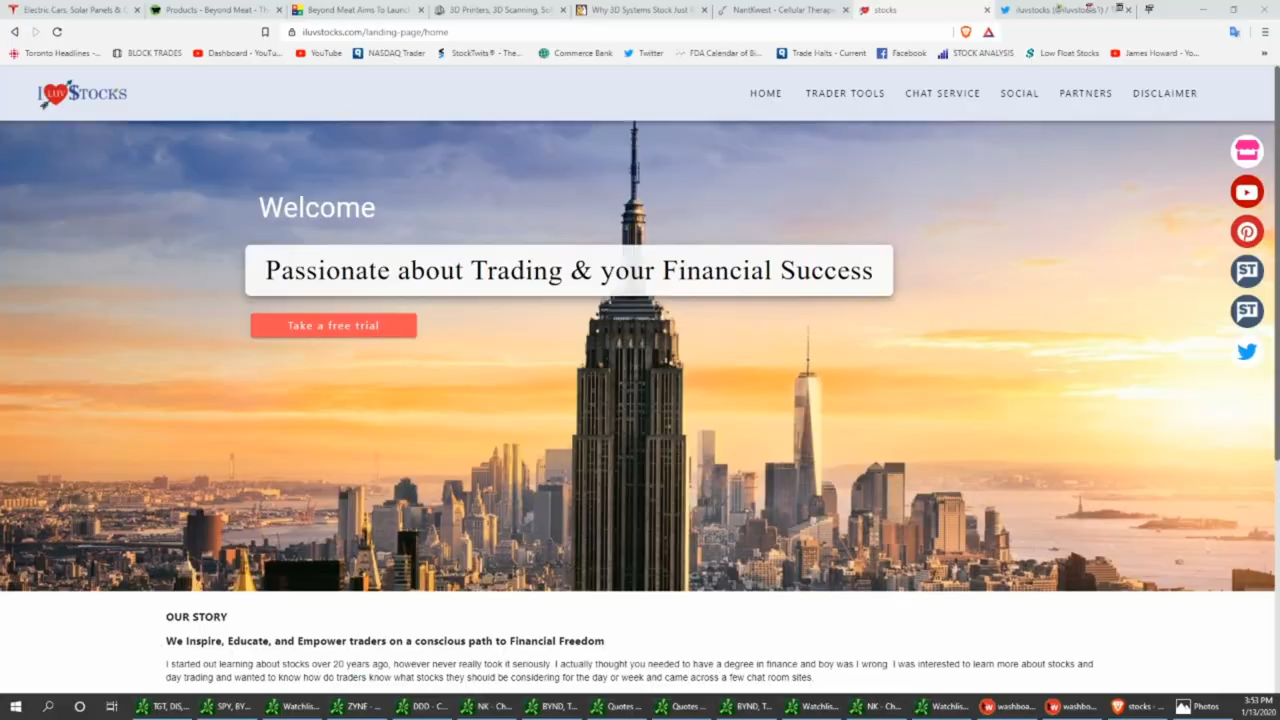 Electric Cars, Solar Panels & C
Products - Beyond Meat - Th
Beyond Meat Aims To Launch
3D Printers, 3D Scanning, So
Why 3D Systems Stock Just R
NantKwest - Cellular Therapy
stocks
iluvstocks (@iluvstocks1) / T
iluvstocks.com/landing-page/home
Toronto Headlines -...
BLOCK TRADES
Dashboard - YouTu...
YouTube
NASDAQ Trader
StockTwits® - The...
Commerce Bank
Twitter
FDA Calendar of Bi...
Trade Halts - Current
Facebook
STOCK ANALYSIS
Low Float Stocks
James Howard - Yo...
I LUV $TOCKS
HOME
TRADER TOOLS
CHAT SERVICE
SOCIAL
PARTNERS
DISCLAIMER
Welcome
Passionate about Trading & your Financial Success
Take a free trial
ST
ST
OUR STORY
We Inspire, Educate, and Empower traders on a conscious path to Financial Freedom
I started out learning about stocks over 20 years ago, however never really took it seriously. I actually thought you needed to have a degree in finance and boy was I wrong. I was interested to learn more about stocks and
day trading and wanted to know how do traders know what stocks they should be considering for the day or week and came across a few chat room sites.
TGT, DIS,...
SPY, BY...
Watchlis...
ZYNE - ...
DDD - C...
NK - Ch...
BYND, T...
Quotes ...
Quotes ...
BYND, T...
Watchlis...
NK - Ch...
Watchlis...
washboa...
washbo...
stocks - ...
Photos
3:53 PM
1/13/2020